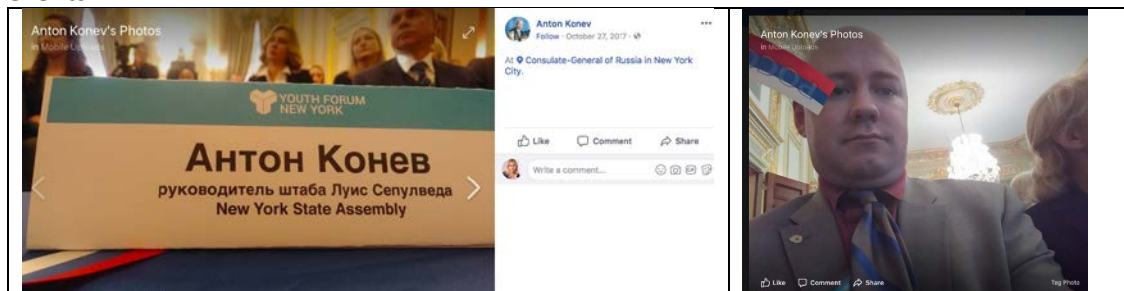 Anton Konev's Photos
in Mobile Uploads
YOUTH FORUM
NEW YORK
Антон Конев
руководитель штаба Луис Сепулведа
New York State Assembly
Anton Konev
Follow · October 27, 2017 ·
At Consulate-General of Russia in New York
City.
Like Comment Share
Write a comment...
Anton Konev's Photos
in Mobile Uploads
Like Comment Share Tag Photo